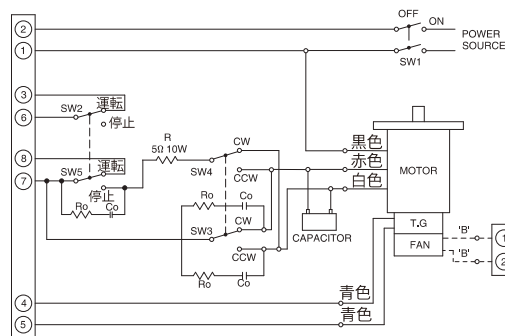 OFF
ON
②
①
POWER
SOURCE
SW1
③
運転
SW2
⑥
停止
R
5Ω 10W
CW
黒色
⑧
運転
赤色
MOTOR
SW5
SW4
CCW
白色
⑦
停止
Ro
Co
Ro
Co
CW
T.G
'B'
①
SW3
CAPACITOR
FAN
CCW
'B'
②
Ro
Co
青色
④
青色
⑤